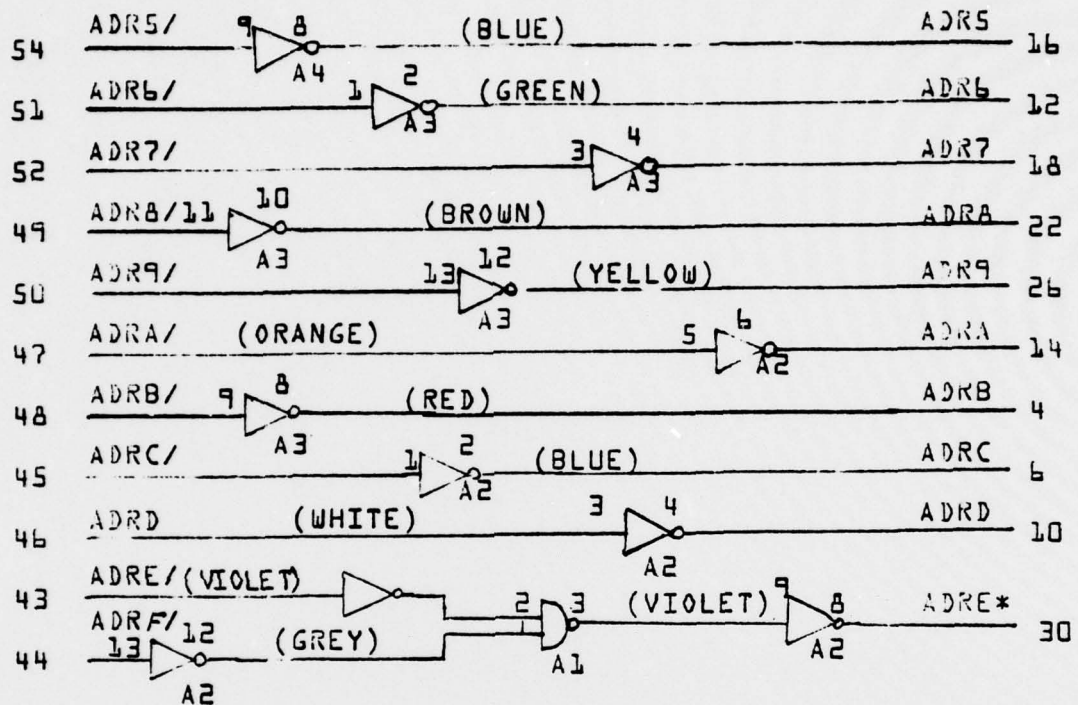 ADR5/ 9 8 (BLUE) ADR5
54 A4 16
ADR6/ 1 2 (GREEN) ADR6
51 A3 12
ADR7/ 3 4 ADR7
52 A3 18
ADR8/ 11 10 (BROWN) ADR8
49 A3 22
ADR9/ 13 12 (YELLOW) ADR9
50 A3 26
ADRA/ (ORANGE) 5 6 ADRA
47 A2 14
ADRB/ 9 8 (RED) ADRB
48 A3 4
ADRC/ 1 2 (BLUE) ADRC
45 A2 6
ADRD (WHITE) 3 4 ADRD
46 A2 10
ADRE/ (VIOLET) 2 3 (VIOLET) 9 8 ADRE*
43 1 A1 A2 30
ADRF/ 12 (GREY)
44 13 A2